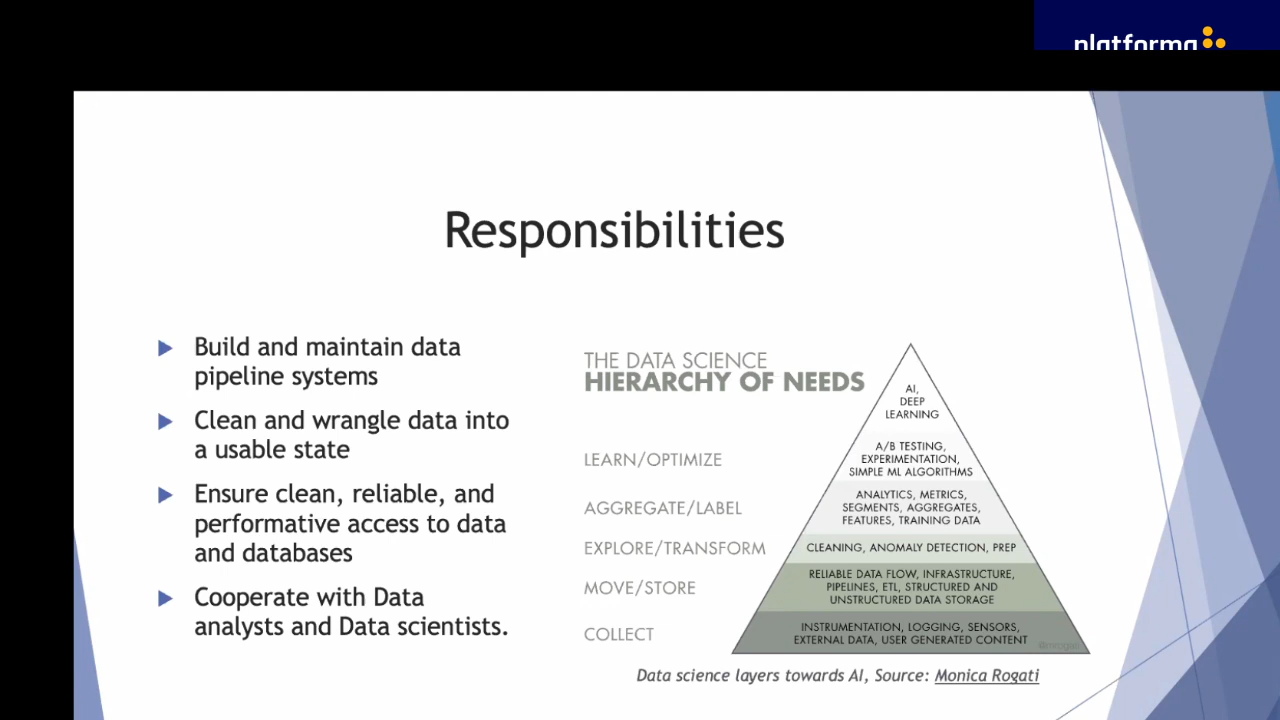 platforma
Responsibilities
Build and maintain data
pipeline systems
Clean and wrangle data into
a usable state
Ensure clean, reliable, and
performative access to data
and databases
Cooperate with Data
analysts and Data scientists.
THE DATA SCIENCE
HIERARCHY OF NEEDS
LEARN/OPTIMIZE
AGGREGATE/LABEL
EXPLORE/TRANSFORM
MOVE/STORE
COLLECT
AI,
DEEP
LEARNING
A/B TESTING,
EXPERIMENTATION,
SIMPLE ML ALGORITHMS
ANALYTICS, METRICS,
SEGMENTS, AGGREGATES,
FEATURES, TRAINING DATA
CLEANING, ANOMALY DETECTION, PREP
RELIABLE DATA FLOW, INFRASTRUCTURE,
PIPELINES, ETL, STRUCTURED AND
UNSTRUCTURED DATA STORAGE
INSTRUMENTATION, LOGGING, SENSORS,
EXTERNAL DATA, USER GENERATED CONTENT
Data science layers towards AI, Source: Monica Rogati